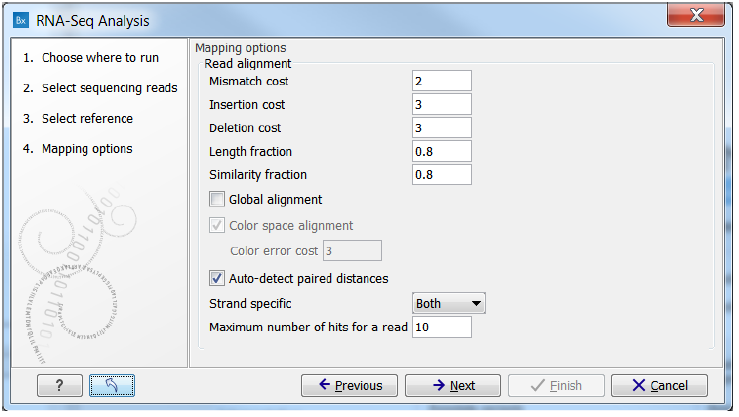 Bx RNA-Seq Analysis
1. Choose where to run
2. Select sequencing reads
3. Select reference
4. Mapping options
Mapping options
Read alignment
Mismatch cost 2
Insertion cost 3
Deletion cost 3
Length fraction 0.8
Similarity fraction 0.8
Global alignment
Color space alignment
Color error cost 3
Auto-detect paired distances
Strand specific Both
Maximum number of hits for a read 10
? Previous Next Finish Cancel